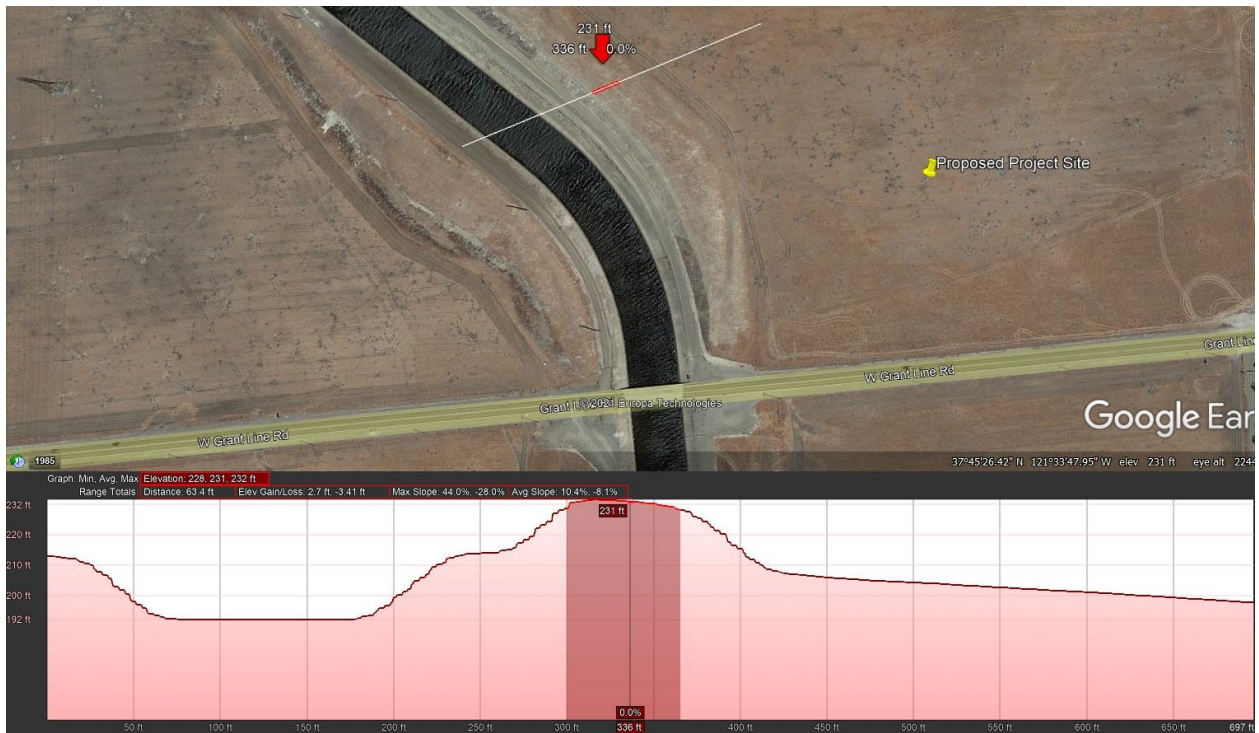 231 ft
336 ft 0.0%
Proposed Project Site
Grant Line
W Grant Line Rd
©2021 Europa Technologies
W Grant Line Rd
Google Ear
1985
37°45'26.42" N 121°33'47.95" W elev 231 ft eye alt 2244
Graph: Min, Avg, Max Elevation: 228, 231, 232 ft
Range Totals: Distance: 63.4 ft Elev Gain/Loss: 2.7 ft, -3.41 ft Max Slope: 44.0%, -28.0% Avg Slope: 10.4%, -8.1%
232 ft
231 ft
220 ft
210 ft
200 ft
192 ft
0.0%
50 ft 100 ft 150 ft 200 ft 250 ft 300 ft 336 ft 400 ft 450 ft 500 ft 550 ft 600 ft 650 ft 697 ft